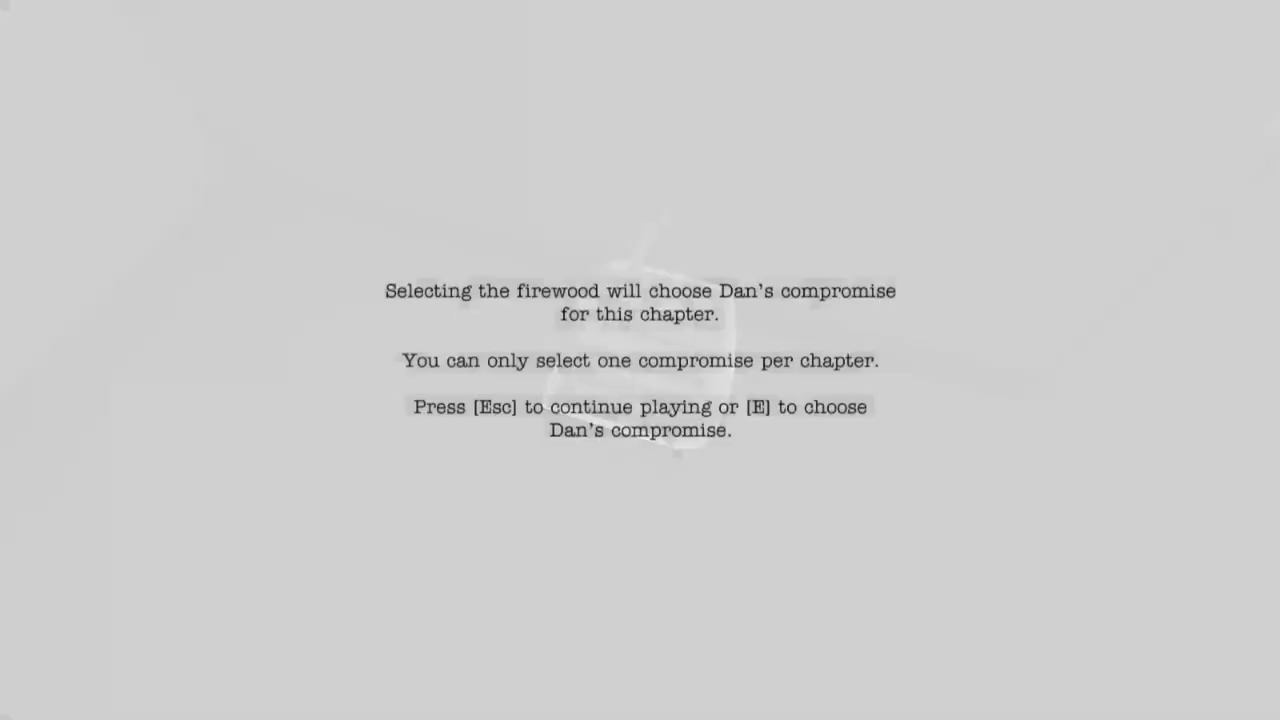 Selecting the firewood will choose Dan's compromise
for this chapter.
You can only select one compromise per chapter.
Press [Esc] to continue playing or [E] to choose
Dan's compromise.